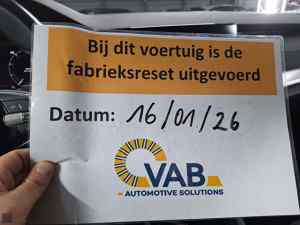 Bij dit voertuig is de
fabrieksreset uitgevoerd
Datum: 16/01/26
VAB
AUTOMOTIVE SOLUTIONS